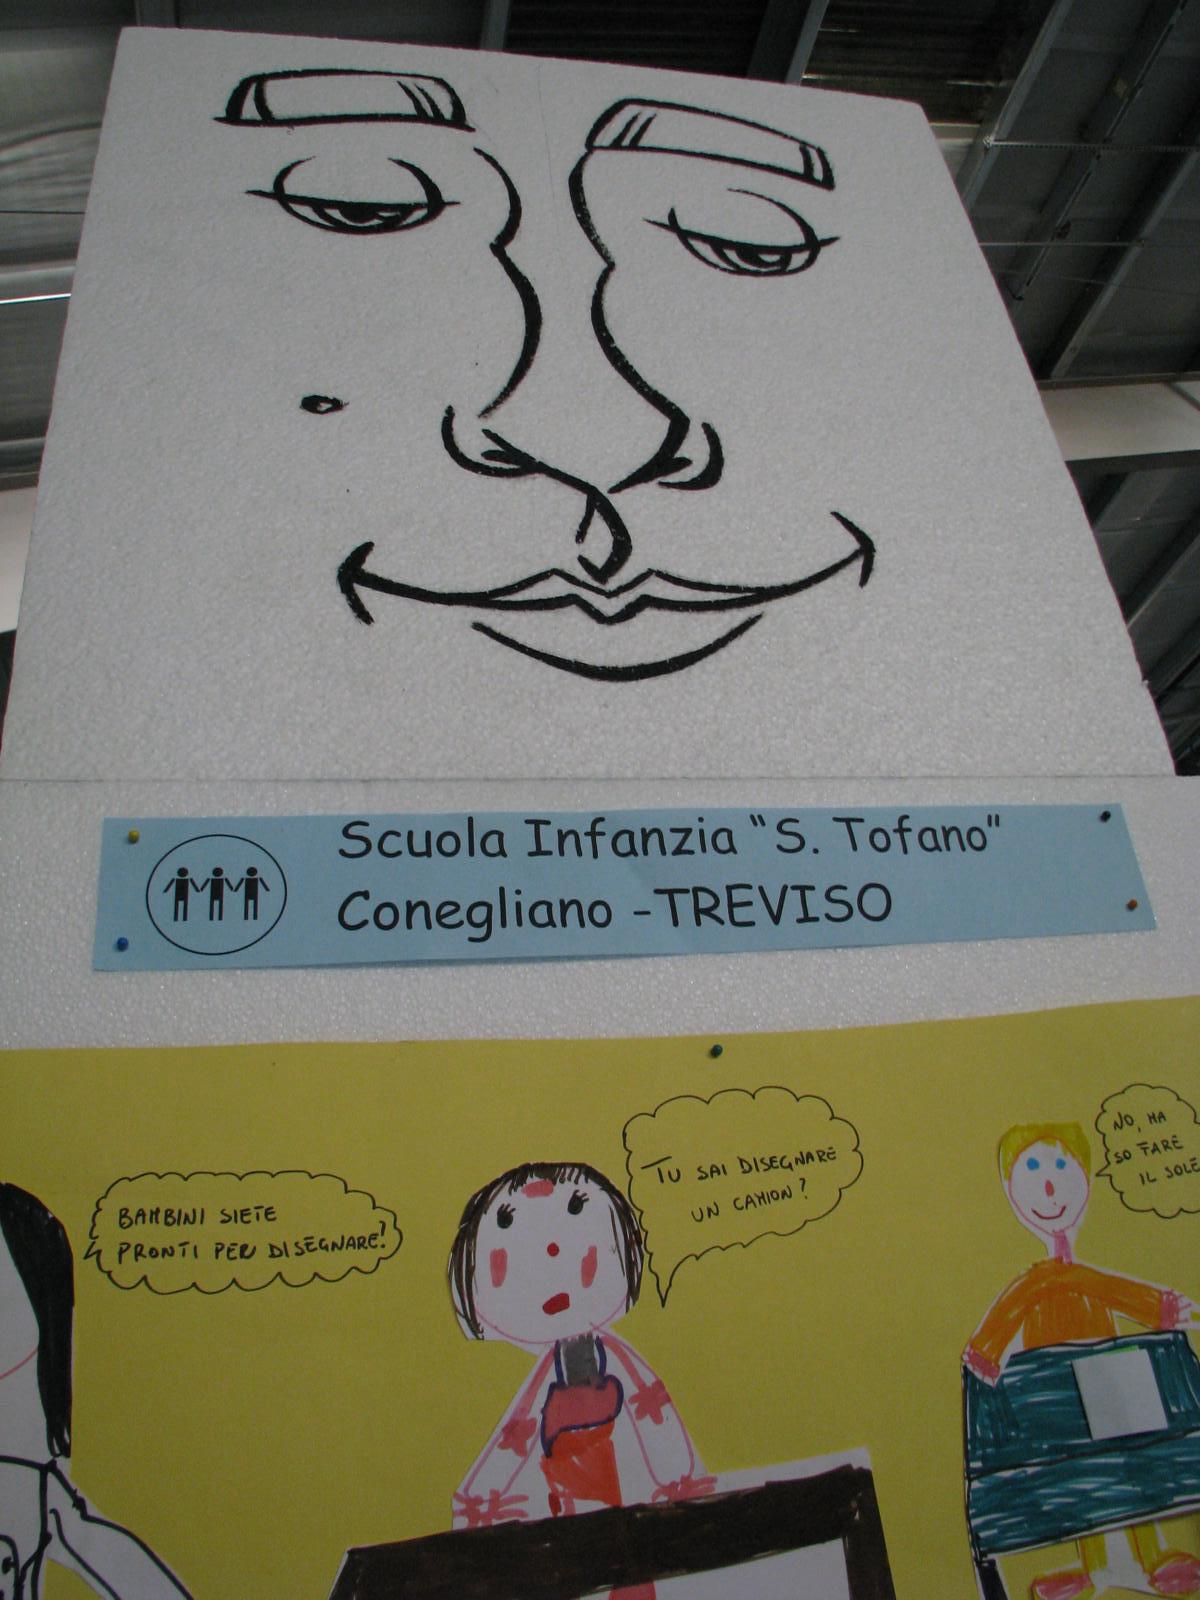 Scuola Infanzia "S. Tofano"
Conegliano -TREVISO
BAMBINI SIETE
PRONTI PER DISEGNARE?
TU SAI DISEGNARE
UN CAMION?
NO, MA
SO FARE
IL SOLE